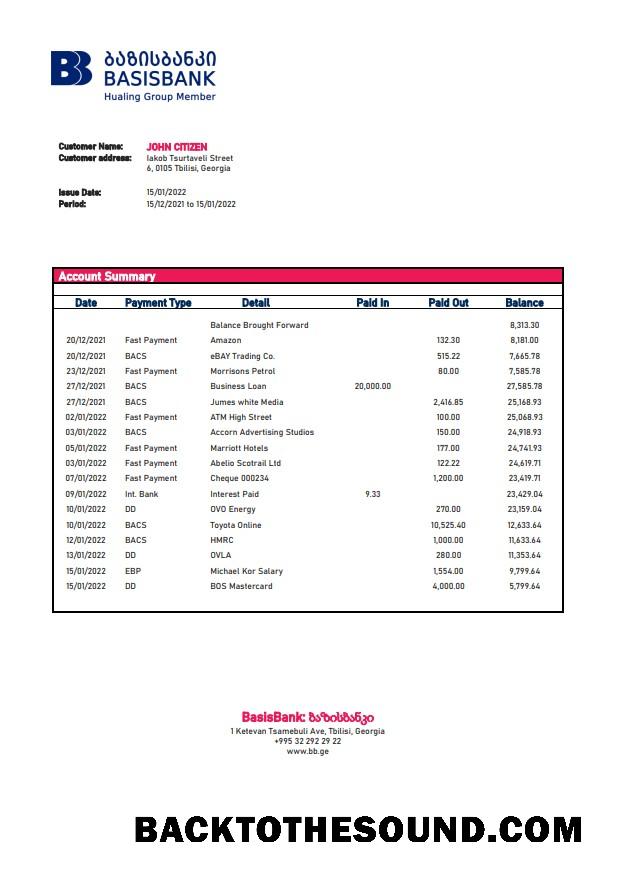 ბაზისბანკი
BASISBANK
Hualing Group Member
Customer Name: JOHN CITIZEN
Customer address: Iakob Tsurtaveli Street
6, 0105 Tbilisi, Georgia
Issue Date: 15/01/2022
Period: 15/12/2021 to 15/01/2022
Account Summary
Date Payment Type Detail Paid In Paid Out Balance
Balance Brought Forward 8,313.30
20/12/2021 Fast Payment Amazon 132.30 8,181.00
20/12/2021 BACS eBAY Trading Co. 515.22 7,665.78
23/12/2021 Fast Payment Morrisons Petrol 80.00 7,585.78
27/12/2021 BACS Business Loan 20,000.00 27,585.78
27/12/2021 BACS Jumes white Media 2,416.85 25,168.93
02/01/2022 Fast Payment ATM High Street 100.00 25,068.93
03/01/2022 BACS Accorn Advertising Studios 150.00 24,918.93
05/01/2022 Fast Payment Marriott Hotels 177.00 24,741.93
03/01/2022 Fast Payment Abelio Scotrail Ltd 122.22 24,619.71
07/01/2022 Fast Payment Cheque 000234 1,200.00 23,419.71
09/01/2022 Int. Bank Interest Paid 9.33 23,429.04
10/01/2022 DD OVO Energy 270.00 23,159.04
10/01/2022 BACS Toyota Online 10,525.40 12,633.64
12/01/2022 BACS HMRC 1,000.00 11,633.64
13/01/2022 DD OVLA 280.00 11,353.64
15/01/2022 EBP Michael Kor Salary 1,554.00 9,799.64
15/01/2022 DD BOS Mastercard 4,000.00 5,799.64
BasisBank: ბაზისბანკი
1 Ketevan Tsamebuli Ave, Tbilisi, Georgia
+995 32 292 29 22
www.bb.ge
BACKTOTHESOUND.COM